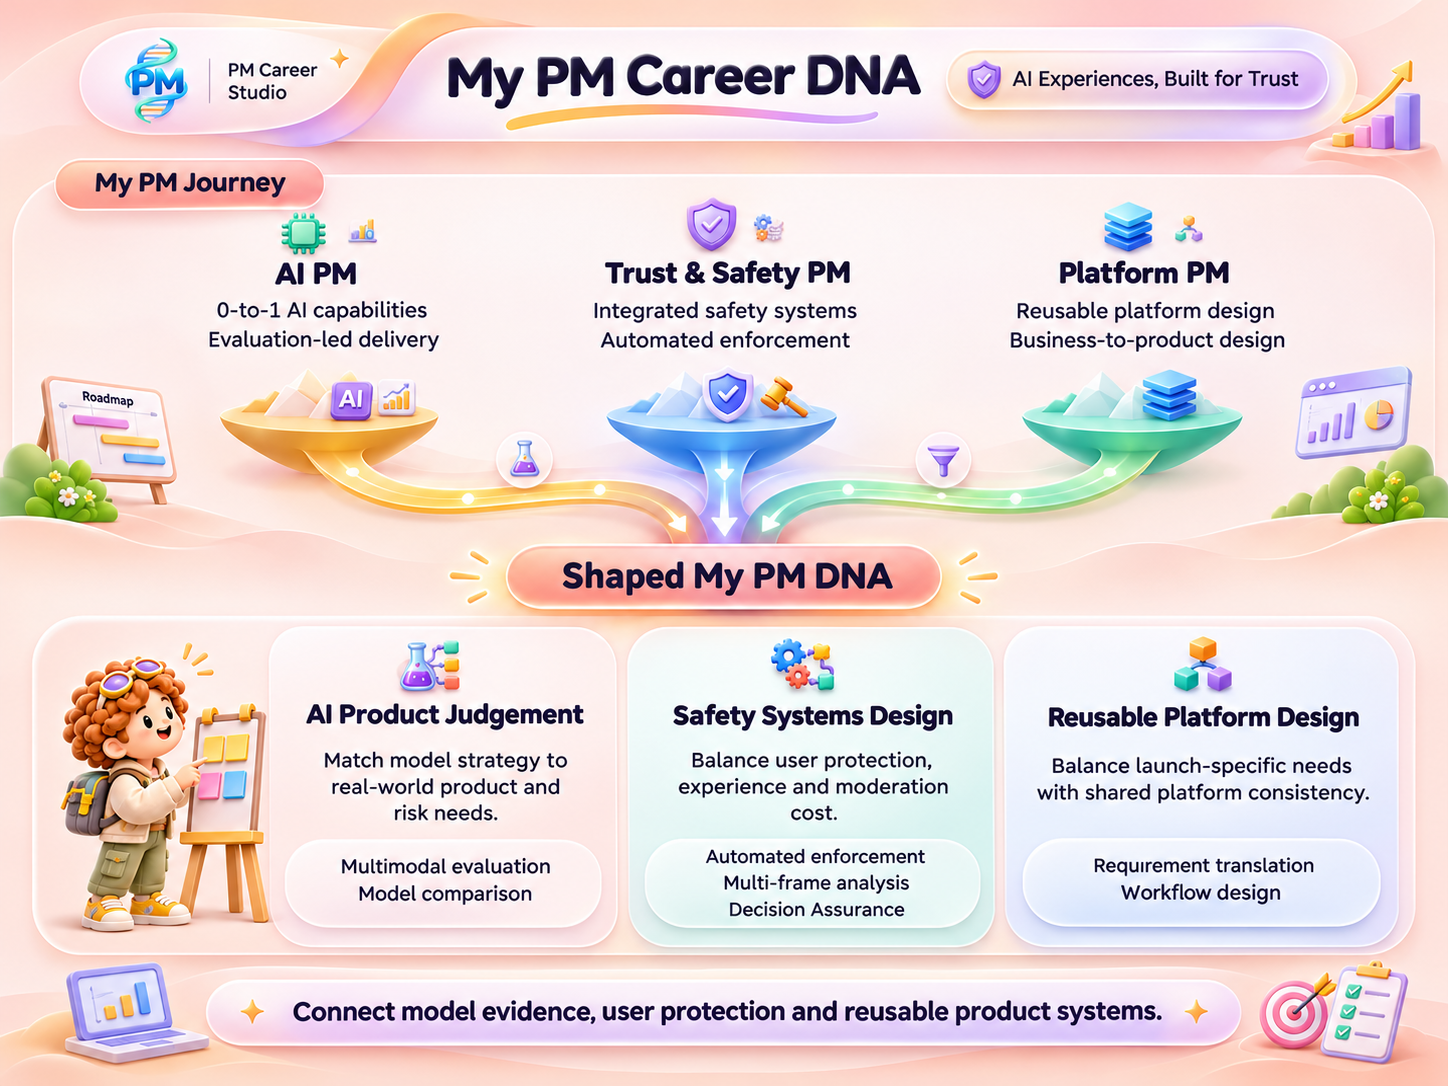 PM
PM Career
Studio
My PM Career DNA
AI Experiences, Built for Trust
My PM Journey
AI PM
0-to-1 AI capabilities
Evaluation-led delivery
Trust & Safety PM
Integrated safety systems
Automated enforcement
Platform PM
Reusable platform design
Business-to-product design
Roadmap
AI
Shaped My PM DNA
AI Product Judgement
Match model strategy to
real-world product and
risk needs.
Multimodal evaluation
Model comparison
Safety Systems Design
Balance user protection,
experience and moderation
cost.
Automated enforcement
Multi-frame analysis
Decision Assurance
Reusable Platform Design
Balance launch-specific needs
with shared platform consistency.
Requirement translation
Workflow design
Connect model evidence, user protection and reusable product systems.